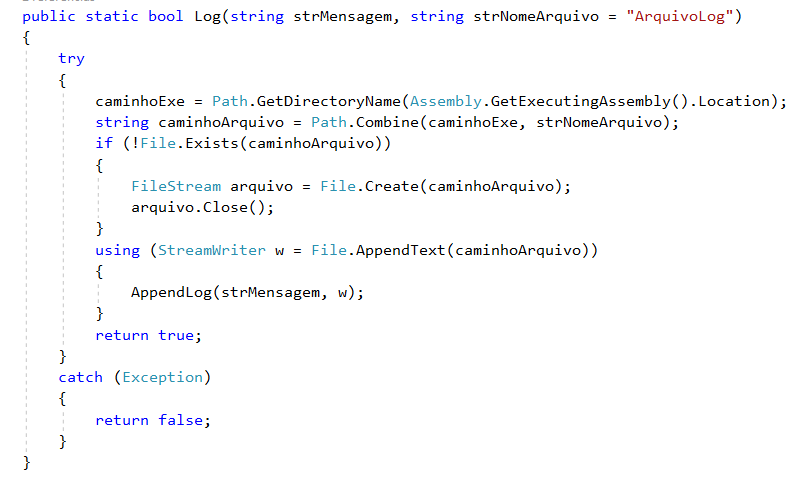 public static bool Log(string strMensagem, string strNomeArquivo = "ArquivoLog")
{
    try
    {
        caminhoExe = Path.GetDirectoryName(Assembly.GetExecutingAssembly().Location);
        string caminhoArquivo = Path.Combine(caminhoExe, strNomeArquivo);
        if (!File.Exists(caminhoArquivo))
        {
            FileStream arquivo = File.Create(caminhoArquivo);
            arquivo.Close();
        }
        using (StreamWriter w = File.AppendText(caminhoArquivo))
        {
            AppendLog(strMensagem, w);
        }
        return true;
    }
    catch (Exception)
    {
        return false;
    }
}